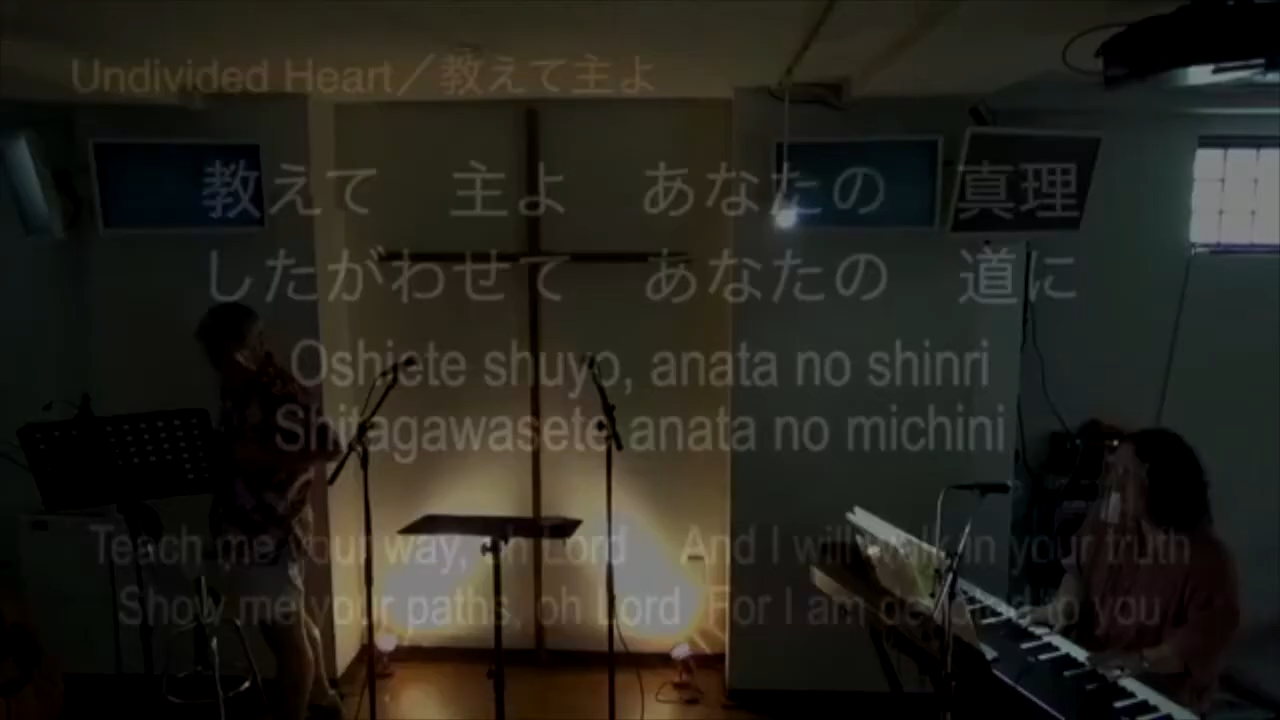 Undivided Heart／教えて主よ
教えて　主よ　あなたの　真理
したがわせて　あなたの　道に
Oshiete shuyo, anata no shinri
Shitagawasete anata no michini
Teach me your way, oh Lord　And I will walk in your truth
Show me your paths, oh Lord　For I am devoted to you